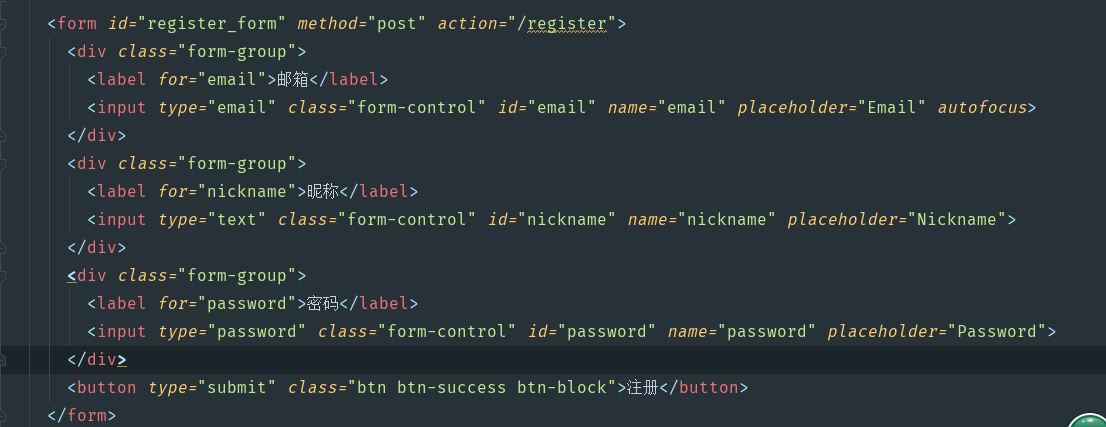 <form id="register_form" method="post" action="/register">
<div class="form-group">
<label for="email">邮箱</label>
<input type="email" class="form-control" id="email" name="email" placeholder="Email" autofocus>
</div>
<div class="form-group">
<label for="nickname">昵称</label>
<input type="text" class="form-control" id="nickname" name="nickname" placeholder="Nickname">
</div>
<div class="form-group">
<label for="password">密码</label>
<input type="password" class="form-control" id="password" name="password" placeholder="Password">
</div>
<button type="submit" class="btn btn-success btn-block">注册</button>
</form>